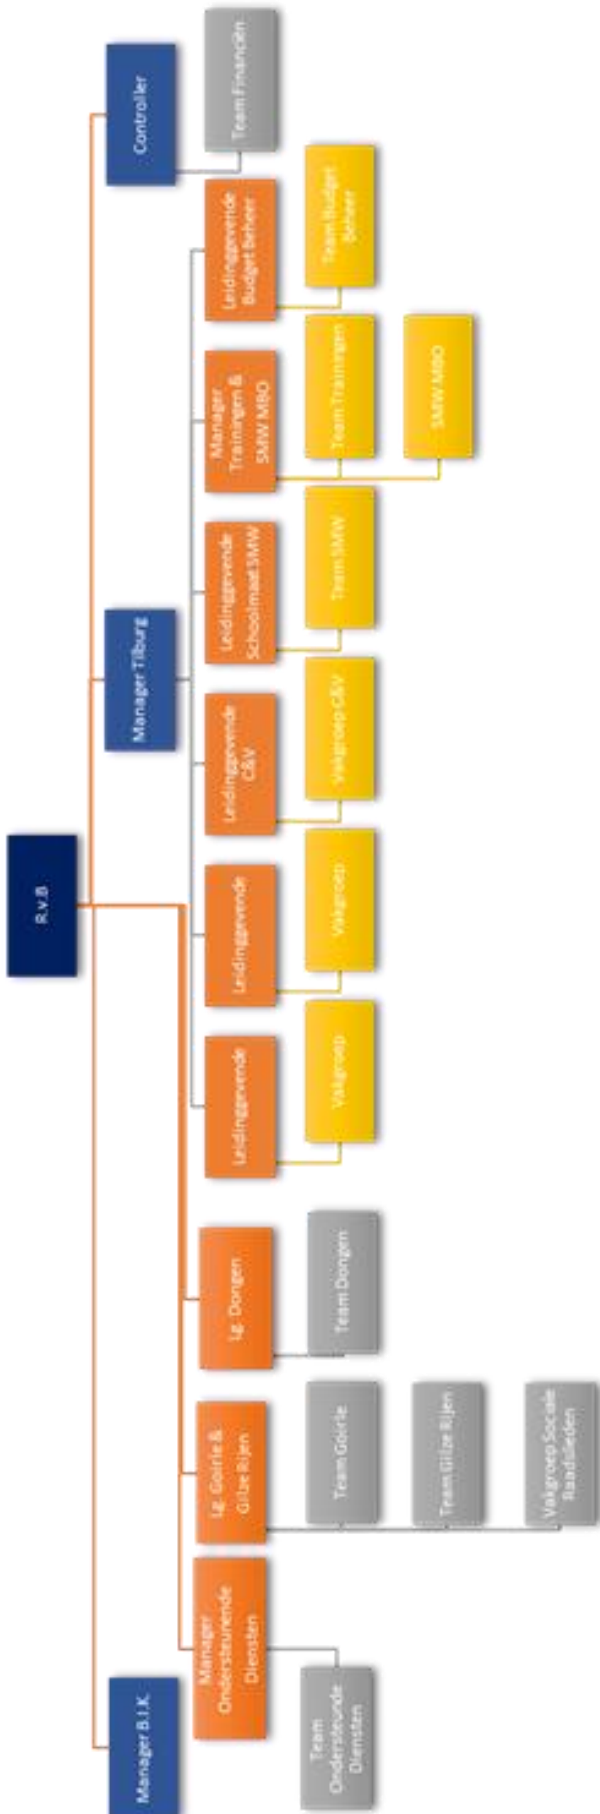 R.v.B
Manager B.I.K.
Manager Tilburg
Controller
Manager
Ondersteunende
Diensten
Lg. Goirle &
Gilze Rijen
Lg. Dongen
Leidinggevende
Leidinggevende
Leidinggevende
C&V
Leidinggevende
Schoolmaat SMW
Manager
Trainingen &
SMW MBO
Leidinggevende
Budget Beheer
Team Financiën
Team
Ondersteunde
Diensten
Team Goirle
Team Dongen
Vakgroep
Vakgroep
Vakgroep C&V
Team SMW
Team Trainingen
Team Budget
Beheer
Team Gilze Rijen
SMW MBO
Vakgroep Sociale
Raadslieden